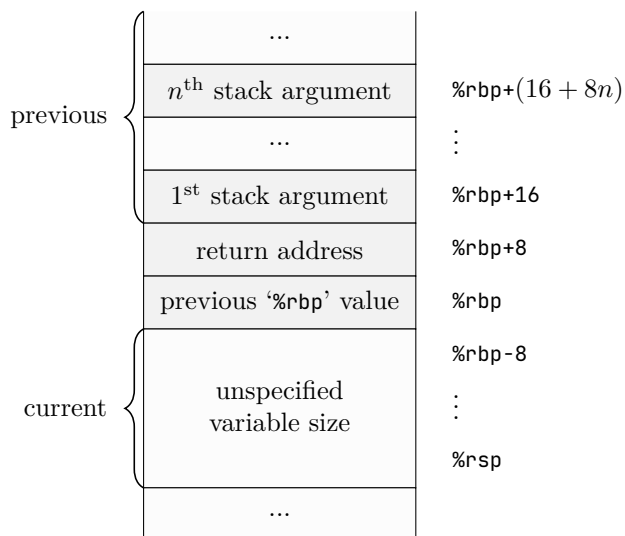 ...
nth stack argument %rbp+(16 + 8n)
previous
... ⋮
1st stack argument %rbp+16
return address %rbp+8
previous ‘%rbp’ value %rbp
%rbp-8
unspecified
current ⋮
variable size
%rsp
...